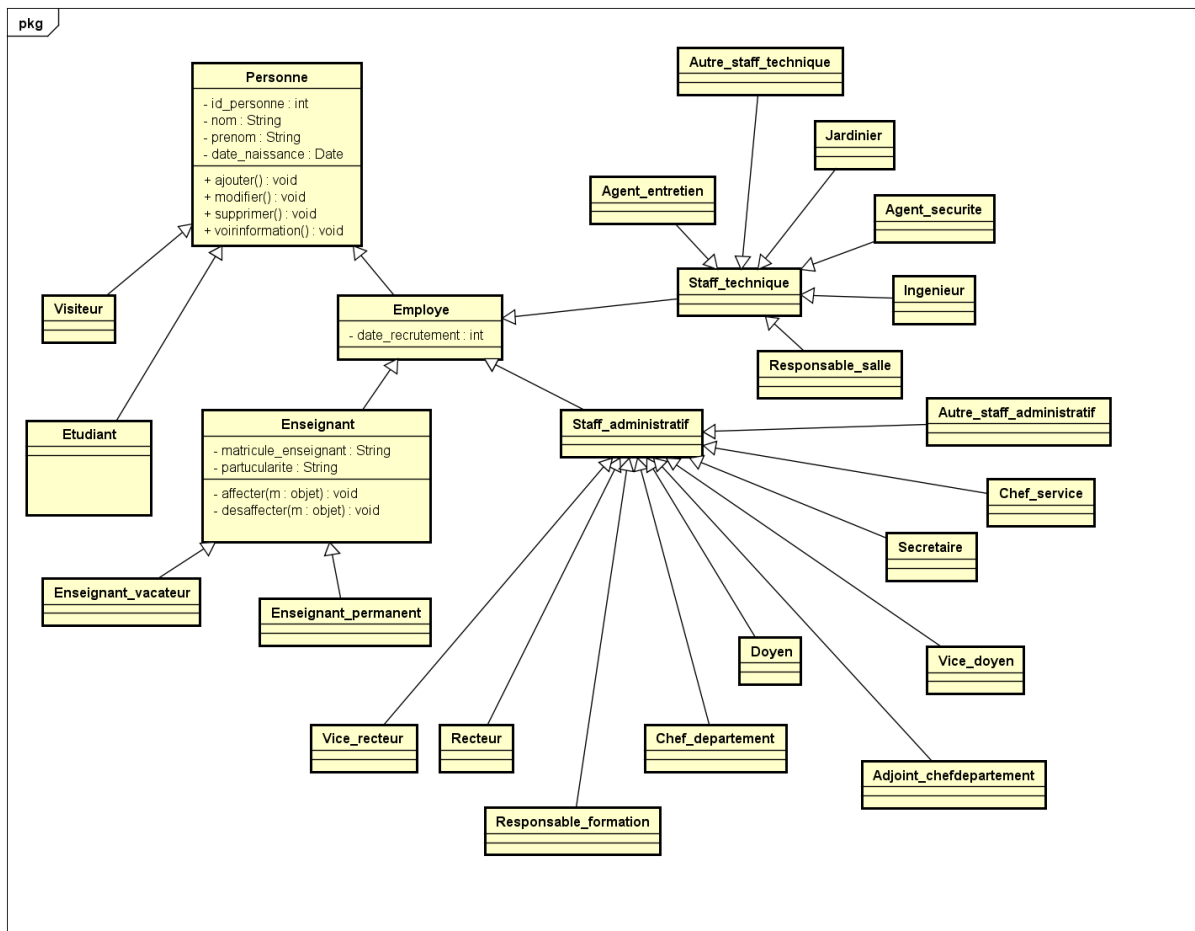 pkg
Personne
- id_personne : int
- nom : String
- prenom : String
- date_naissance : Date
+ ajouter() : void
+ modifier() : void
+ supprimer() : void
+ voirinformation() : void
Autre_staff_technique
Jardinier
Agent_entretien
Agent_securite
Staff_technique
Ingenieur
Visiteur
Employe
- date_recrutement : int
Responsable_salle
Etudiant
Enseignant
- matricule_enseignant : String
- partucularite : String
- affecter(m : objet) : void
- desaffecter(m : objet) : void
Staff_administratif
Autre_staff_administratif
Chef_service
Secretaire
Enseignant_vacateur
Enseignant_permanent
Doyen
Vice_doyen
Vice_recteur
Recteur
Chef_departement
Adjoint_chefdepartement
Responsable_formation